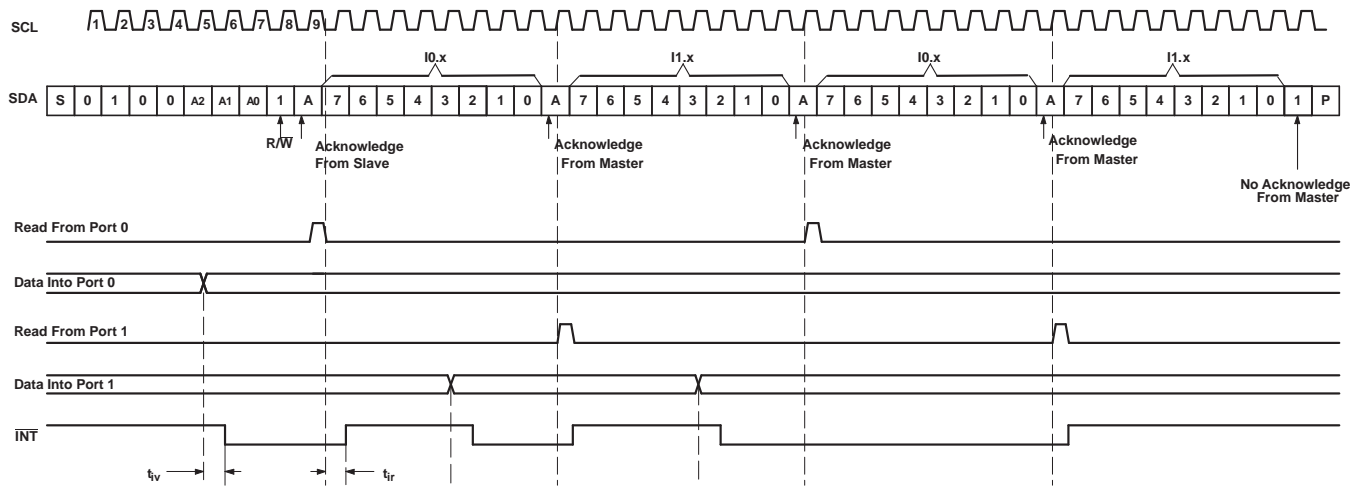 SCL 1 2 3 4 5 6 7 8 9
I0.x I1.x I0.x I1.x
SDA S 0 1 0 0 A2 A1 A0 1 A 7 6 5 4 3 2 1 0 A 7 6 5 4 3 2 1 0 A 7 6 5 4 3 2 1 0 A 7 6 5 4 3 2 1 0 1 P
R/W
Acknowledge
From Slave
Acknowledge
From Master
Acknowledge
From Master
Acknowledge
From Master
No Acknowledge
From Master
Read From Port 0
Data Into Port 0
Read From Port 1
Data Into Port 1
INT
tiv
tir